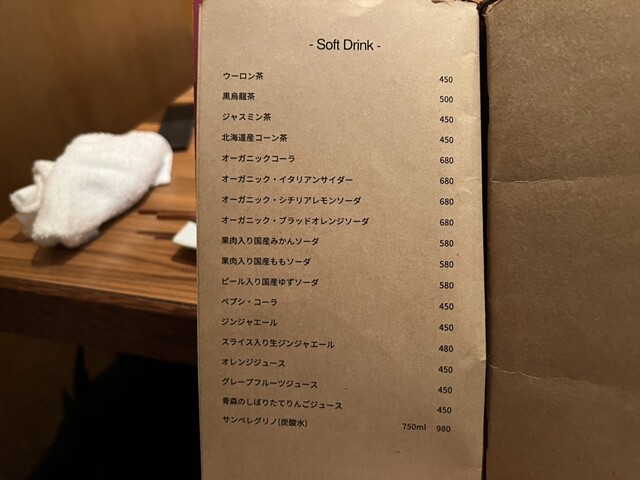 - Soft Drink -
ウーロン茶 450
黒烏龍茶 500
ジャスミン茶 450
北海道産コーン茶 450
オーガニックコーラ 680
オーガニック・イタリアンサイダー 680
オーガニック・シチリアレモンソーダ 680
オーガニック・ブラッドオレンジソーダ 680
果肉入り国産みかんソーダ 580
果肉入り国産ももソーダ 580
ピール入り国産ゆずソーダ 580
ペプシ・コーラ 450
ジンジャエール 450
スライス入り生ジンジャエール 480
オレンジジュース 450
グレープフルーツジュース 450
青森のしぼりたてりんごジュース 450
サンペレグリノ(炭酸水) 750ml 980